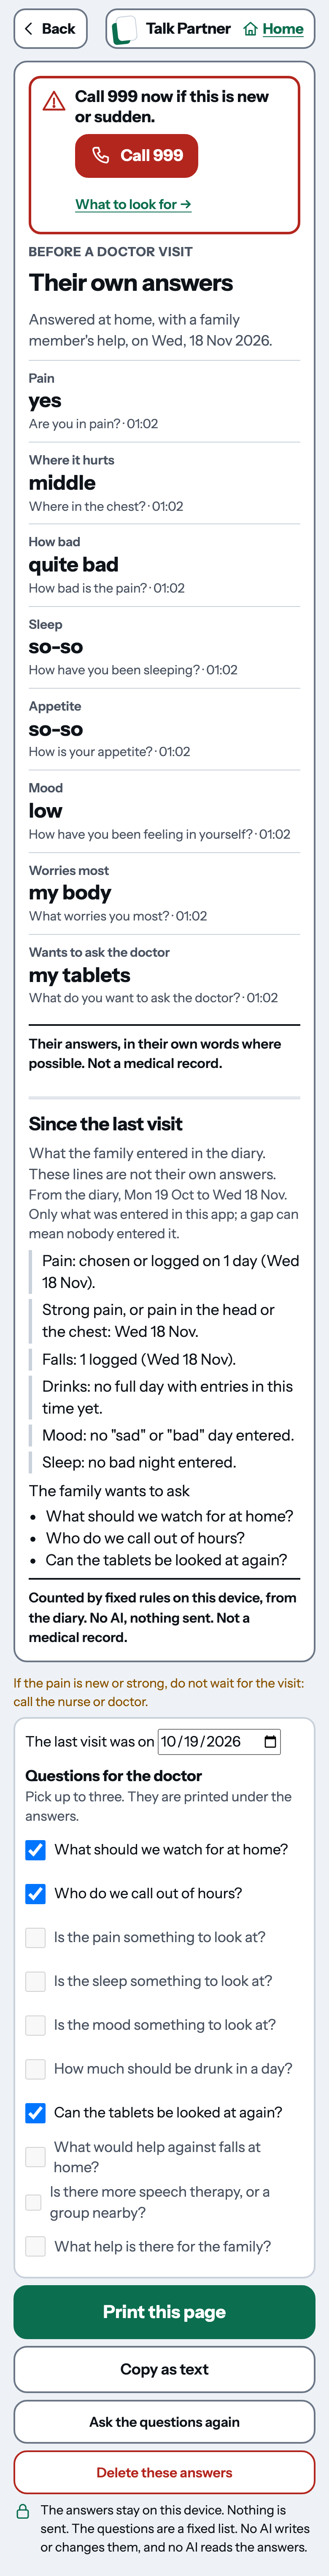 Back
Talk Partner
Home
Call 999 now if this is new
or sudden.
Call 999
What to look for →
BEFORE A DOCTOR VISIT
Their own answers
Answered at home, with a family
member's help, on Wed, 18 Nov 2026.
Pain
yes
Are you in pain? · 01:02
Where it hurts
middle
Where in the chest? · 01:02
How bad
quite bad
How bad is the pain? · 01:02
Sleep
so-so
How have you been sleeping? · 01:02
Appetite
so-so
How is your appetite? · 01:02
Mood
low
How have you been feeling in yourself? · 01:02
Worries most
my body
What worries you most? · 01:02
Wants to ask the doctor
my tablets
What do you want to ask the doctor? · 01:02
Their answers, in their own words where
possible. Not a medical record.
Since the last visit
What the family entered in the diary.
These lines are not their own answers.
From the diary, Mon 19 Oct to Wed 18 Nov.
Only what was entered in this app; a gap can
mean nobody entered it.
Pain: chosen or logged on 1 day (Wed
18 Nov).
Strong pain, or pain in the head or
the chest: Wed 18 Nov.
Falls: 1 logged (Wed 18 Nov).
Drinks: no full day with entries in this
time yet.
Mood: no "sad" or "bad" day entered.
Sleep: no bad night entered.
The family wants to ask
• What should we watch for at home?
• Who do we call out of hours?
• Can the tablets be looked at again?
Counted by fixed rules on this device, from
the diary. No AI, nothing sent. Not a
medical record.
If the pain is new or strong, do not wait for the visit:
call the nurse or doctor.
The last visit was on 10/19/2026
Questions for the doctor
Pick up to three. They are printed under the
answers.
What should we watch for at home?
Who do we call out of hours?
Is the pain something to look at?
Is the sleep something to look at?
Is the mood something to look at?
How much should be drunk in a day?
Can the tablets be looked at again?
What would help against falls at
home?
Is there more speech therapy, or a
group nearby?
What help is there for the family?
Print this page
Copy as text
Ask the questions again
Delete these answers
The answers stay on this device. Nothing is
sent. The questions are a fixed list. No AI writes
or changes them, and no AI reads the answers.